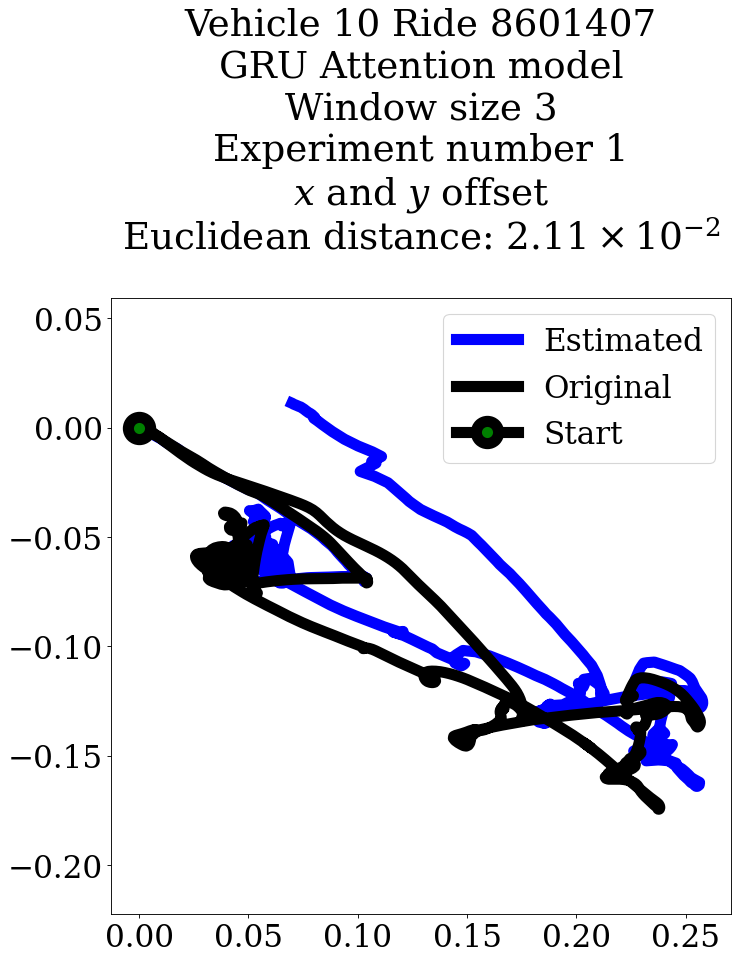 Vehicle 10 Ride 8601407
GRU Attention model
Window size 3
Experiment number 1
x and y offset
Euclidean distance: 2.11 × 10⁻²
Estimated
Original
Start
0.05
0.00
−0.05
−0.10
−0.15
−0.20
0.00 0.05 0.10 0.15 0.20 0.25